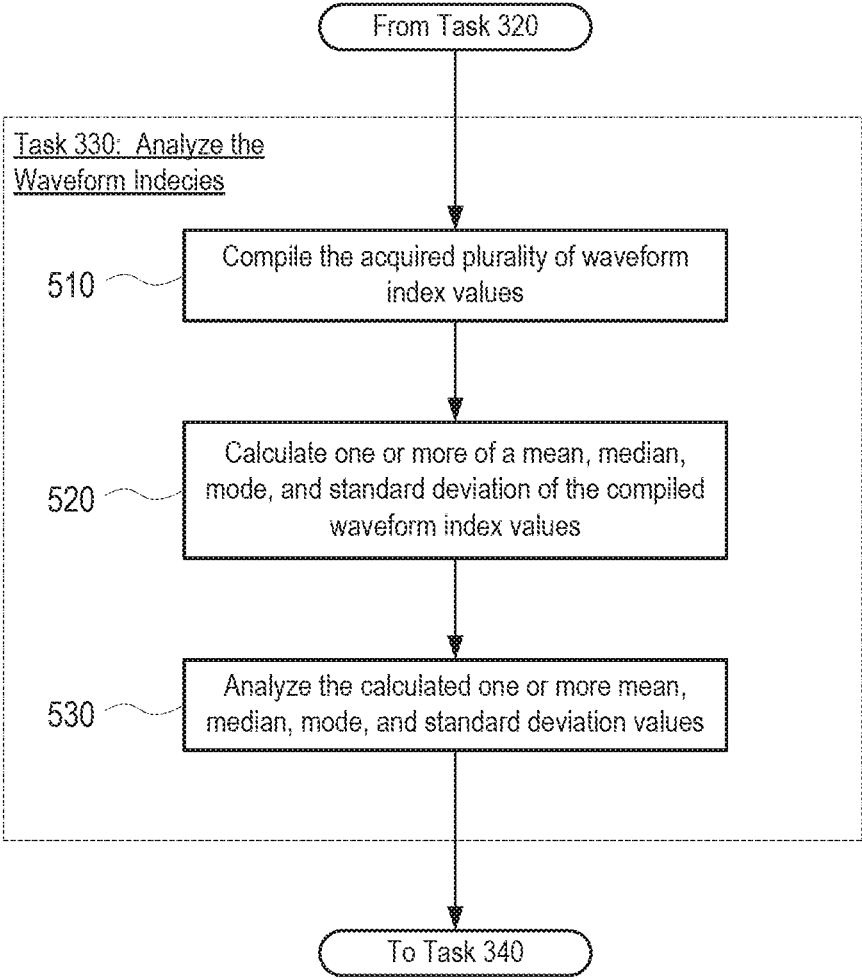 From Task 320
Task 330:  Analyze the
Waveform Indecies
510
Compile the acquired plurality of waveform
index values
520
Calculate one or more of a mean, median,
mode, and standard deviation of the compiled
waveform index values
530
Analyze the calculated one or more mean,
median, mode, and standard deviation values
To Task 340